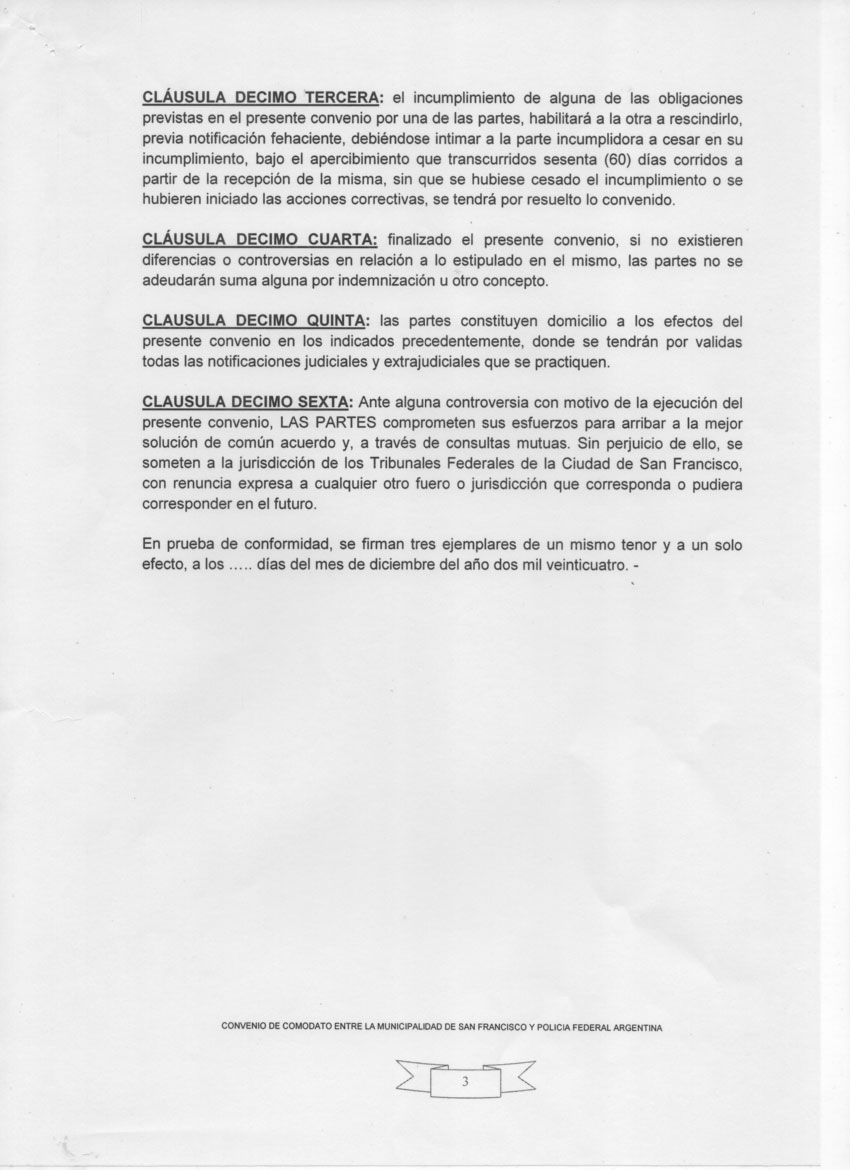 CLÁUSULA DECIMO TERCERA: el incumplimiento de alguna de las obligaciones
previstas en el presente convenio por una de las partes, habilitará a la otra a rescindirlo,
previa notificación fehaciente, debiéndose intimar a la parte incumplidora a cesar en su
incumplimiento, bajo el apercibimiento que transcurridos sesenta (60) días corridos a
partir de la recepción de la misma, sin que se hubiese cesado el incumplimiento o se
hubieren iniciado las acciones correctivas, se tendrá por resuelto lo convenido.
CLÁUSULA DECIMO CUARTA: finalizado el presente convenio, si no existieren
diferencias o controversias en relación a lo estipulado en el mismo, las partes no se
adeudarán suma alguna por indemnización u otro concepto.
CLAUSULA DECIMO QUINTA: las partes constituyen domicilio a los efectos del
presente convenio en los indicados precedentemente, donde se tendrán por validas
todas las notificaciones judiciales y extrajudiciales que se practiquen.
CLAUSULA DECIMO SEXTA: Ante alguna controversia con motivo de la ejecución del
presente convenio, LAS PARTES comprometen sus esfuerzos para arribar a la mejor
solución de común acuerdo y, a través de consultas mutuas. Sin perjuicio de ello, se
someten a la jurisdicción de los Tribunales Federales de la Ciudad de San Francisco,
con renuncia expresa a cualquier otro fuero o jurisdicción que corresponda o pudiera
corresponder en el futuro.
En prueba de conformidad, se firman tres ejemplares de un mismo tenor y a un solo
efecto, a los ..... días del mes de diciembre del año dos mil veinticuatro. -
CONVENIO DE COMODATO ENTRE LA MUNICIPALIDAD DE SAN FRANCISCO Y POLICIA FEDERAL ARGENTINA
3